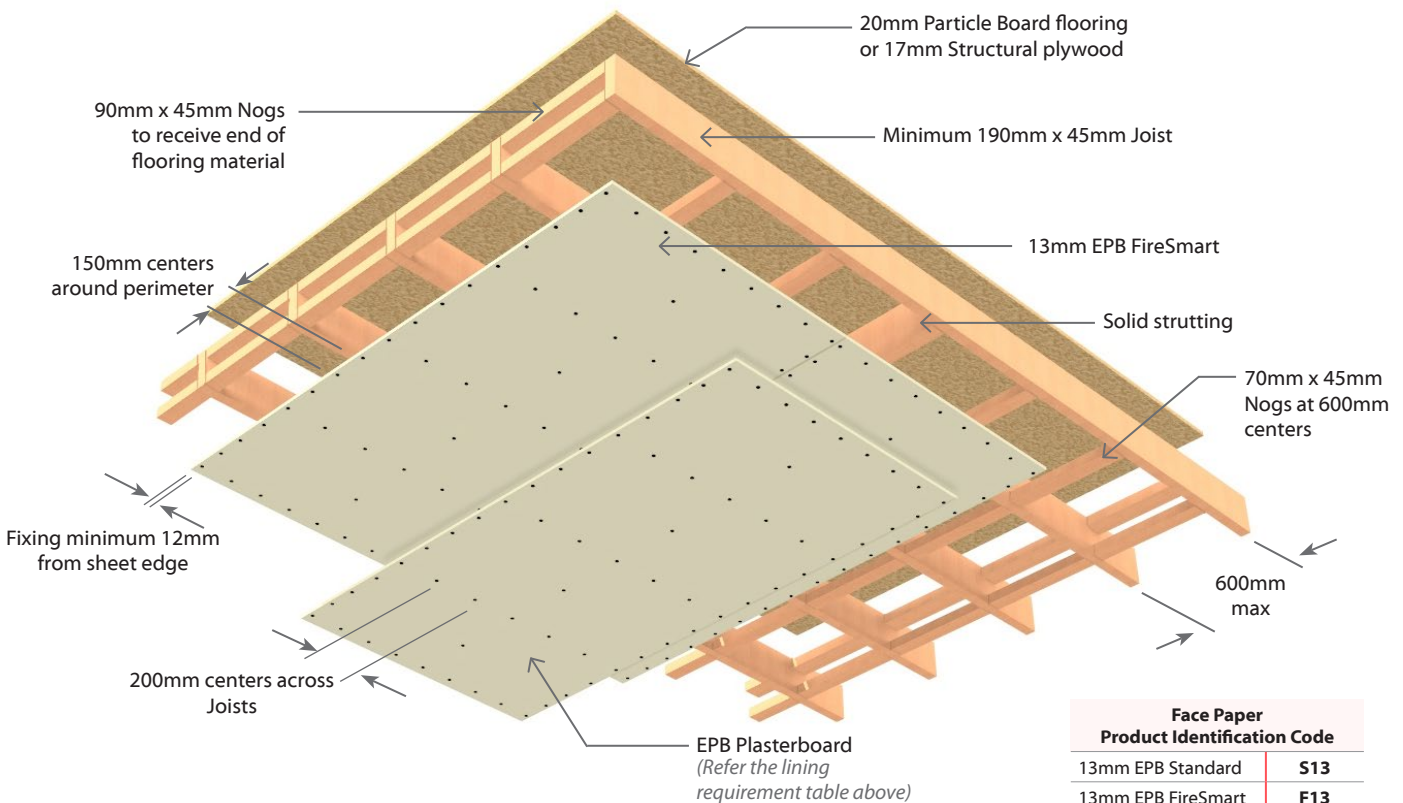 20mm Particle Board flooring
or 17mm Structural plywood
90mm x 45mm Nogs
to receive end of
flooring material
Minimum 190mm x 45mm Joist
13mm EPB FireSmart
150mm centers
around perimeter
Solid strutting
70mm x 45mm
Nogs at 600mm
centers
Fixing minimum 12mm
from sheet edge
600mm
max
200mm centers across
Joists
EPB Plasterboard
(Refer the lining
requirement table above)
Face Paper
Product Identification Code
13mm EPB Standard S13
13mm EPB FireSmart F13